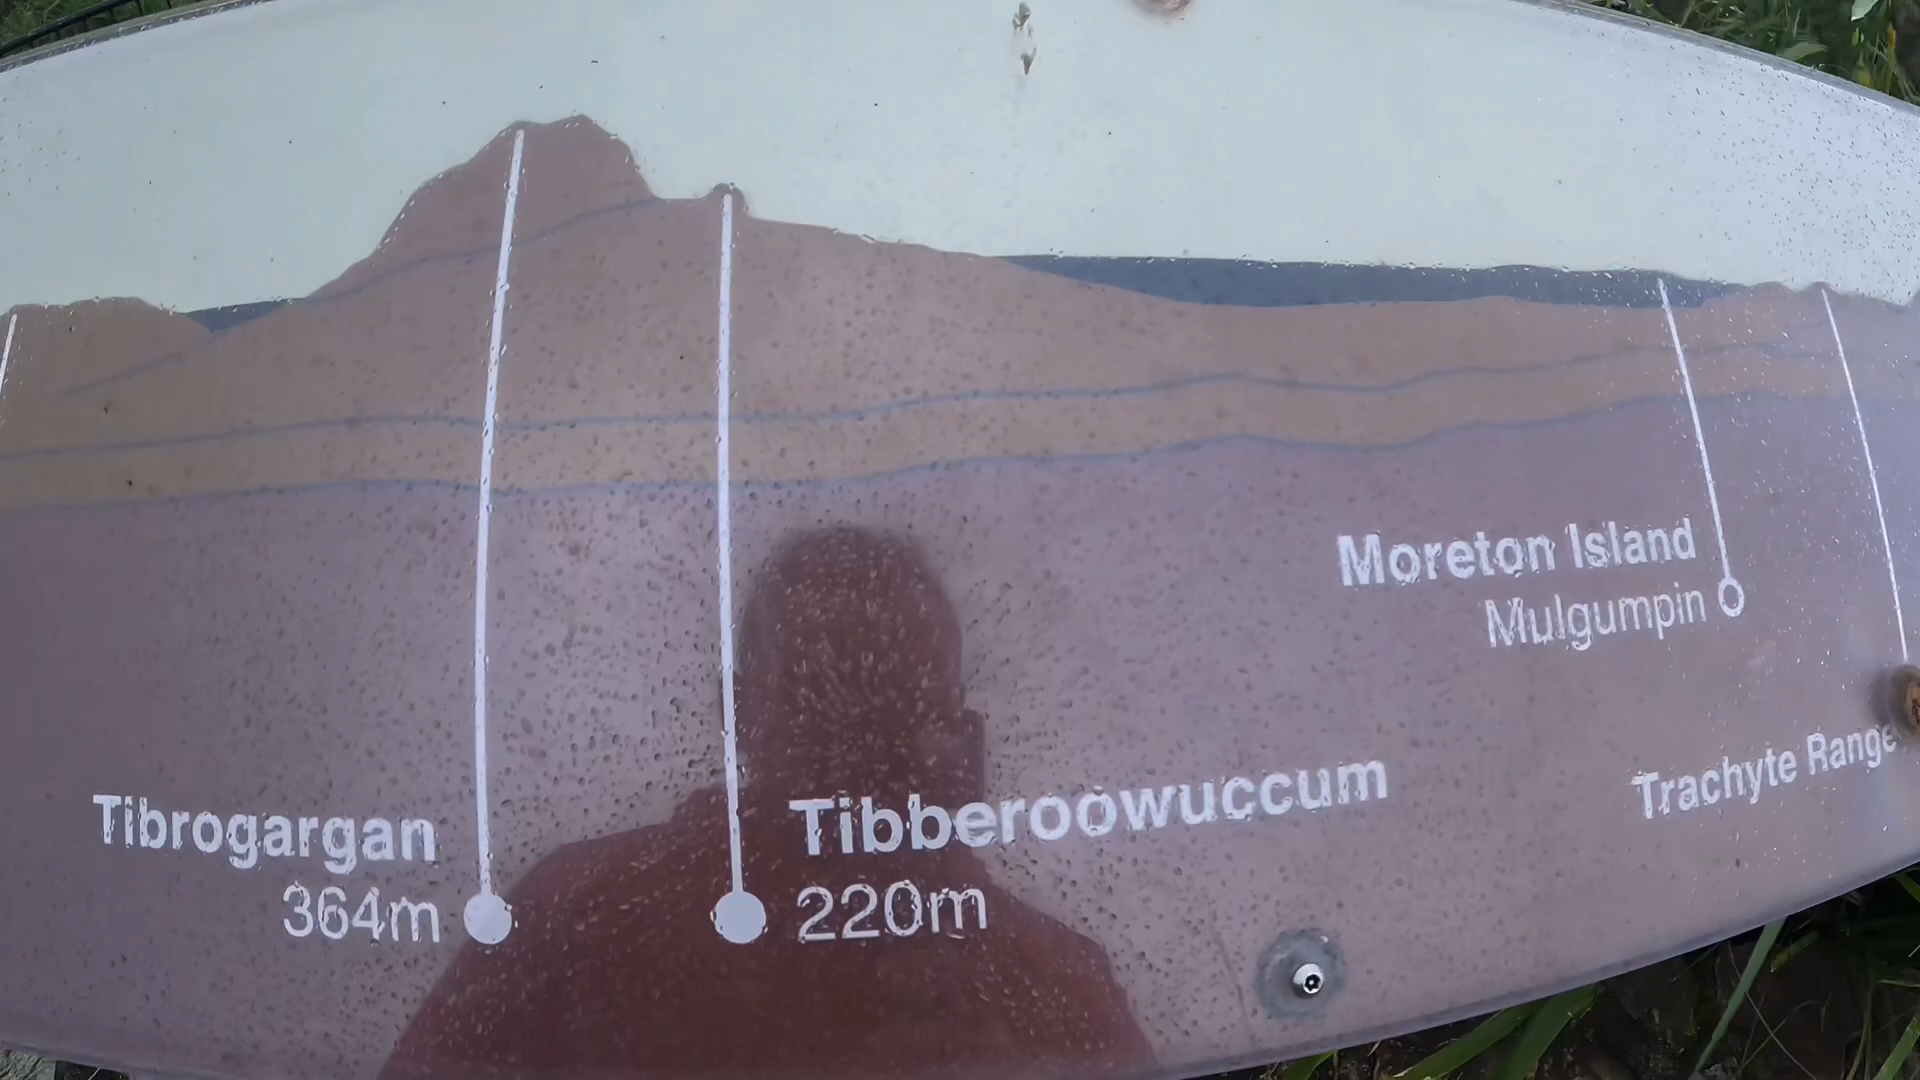 Tibrogargan
364m
Tibberoowuccum
220m
Moreton Island
Mulgumpin
Trachyte Range